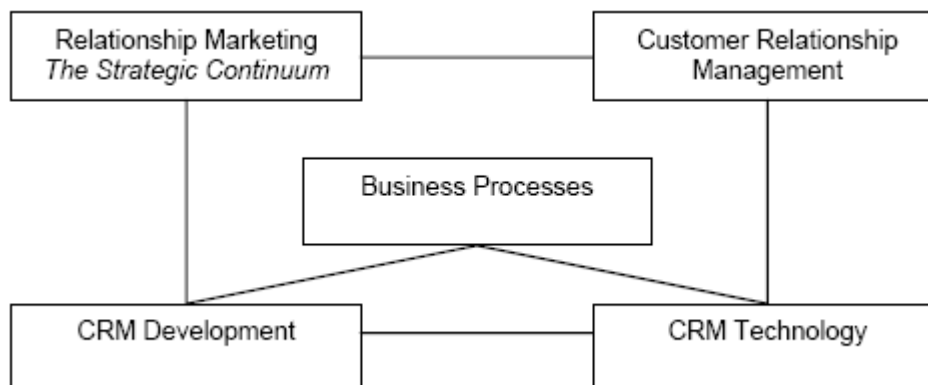 Relationship Marketing
The Strategic Continuum
Customer Relationship
Management
Business Processes
CRM Development
CRM Technology